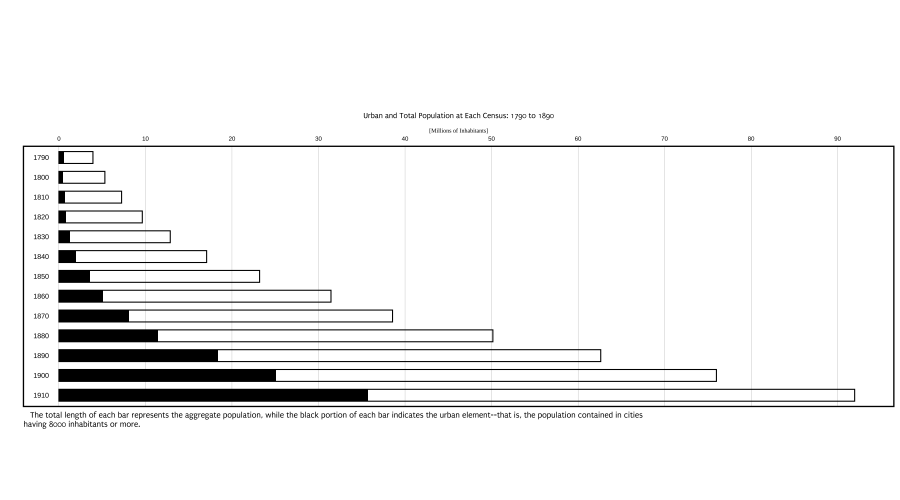 Urban and Total Population at Each Census: 1790 to 1890
[Millions of Inhabitants]
0 10 20 30 40 50 60 70 80 90
1790
1800
1810
1820
1830
1840
1850
1860
1870
1880
1890
1900
1910
The total length of each bar represents the aggregate population, while the black portion of each bar indicates the urban element--that is, the population contained in cities
having 8000 inhabitants or more.